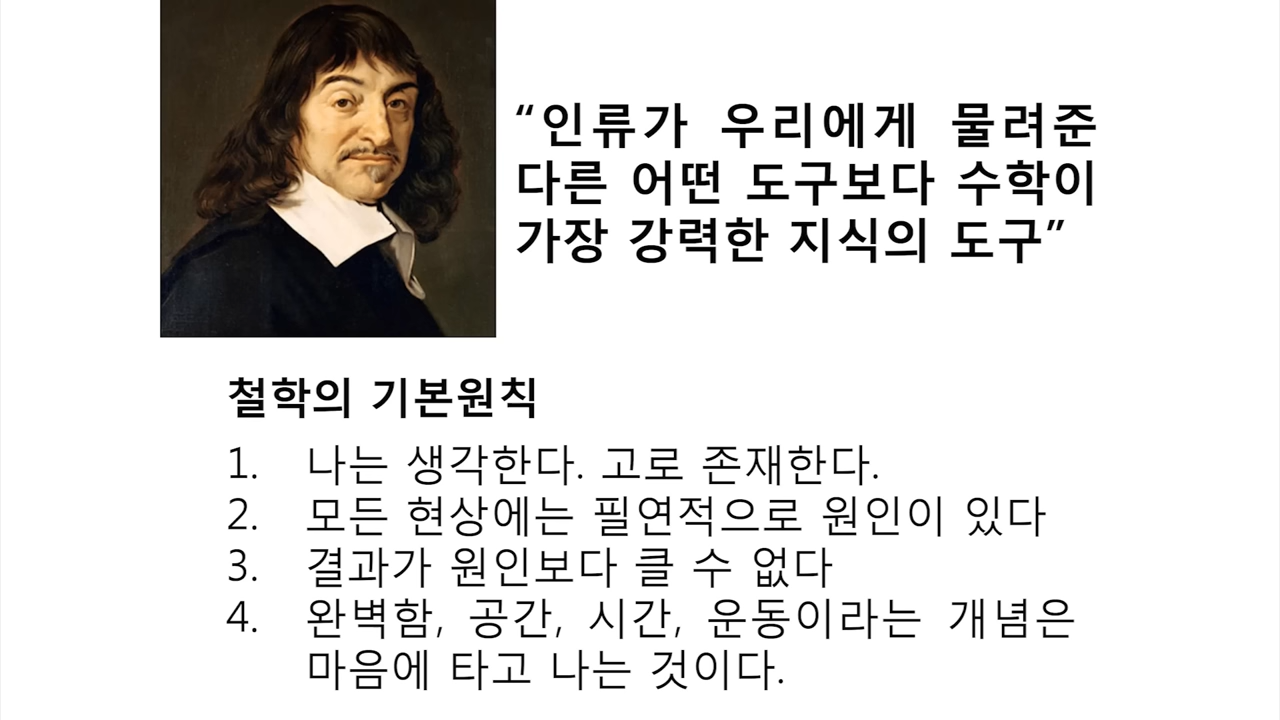 “인류가 우리에게 물려준
다른 어떤 도구보다 수학이
가장 강력한 지식의 도구”
철학의 기본원칙
1. 나는 생각한다. 고로 존재한다.
2. 모든 현상에는 필연적으로 원인이 있다
3. 결과가 원인보다 클 수 없다
4. 완벽함, 공간, 시간, 운동이라는 개념은
마음에 타고 나는 것이다.